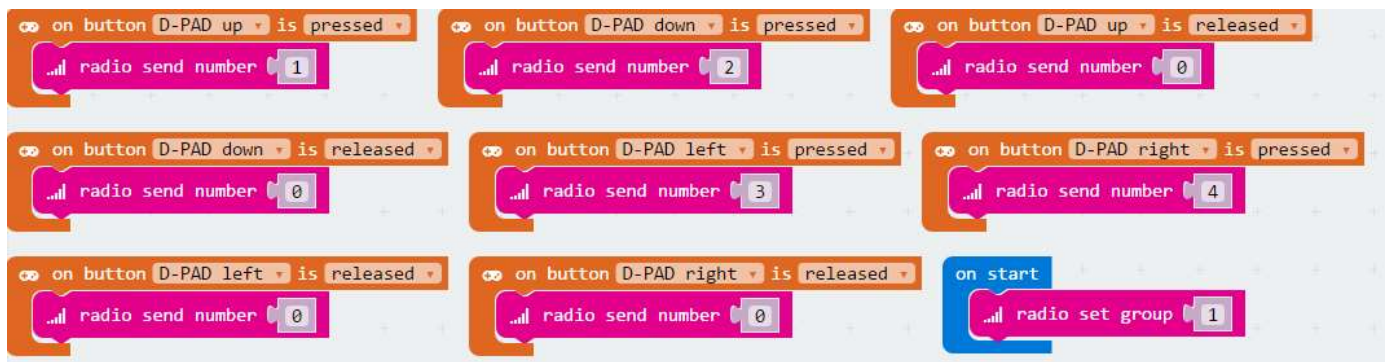 on button D-PAD up is pressed
radio send number 1
on button D-PAD down is pressed
radio send number 2
on button D-PAD up is released
radio send number 0
on button D-PAD down is released
radio send number 0
on button D-PAD left is pressed
radio send number 3
on button D-PAD right is pressed
radio send number 4
on button D-PAD left is released
radio send number 0
on button D-PAD right is released
radio send number 0
on start
radio set group 1